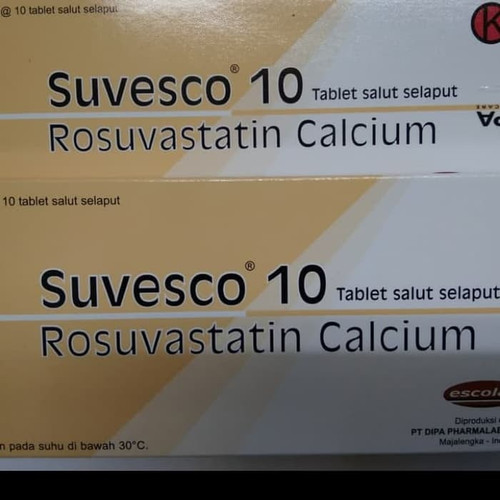 @ 10 tablet salut selaput
K
Suvesco® 10 Tablet salut selaput
Rosuvastatin Calcium
10 tablet salut selaput
Suvesco® 10 Tablet salut selaput
Rosuvastatin Calcium
Diproduksi
PT DIPA PHARMALAB
Majalengka -
pada suhu di bawah 30°C.